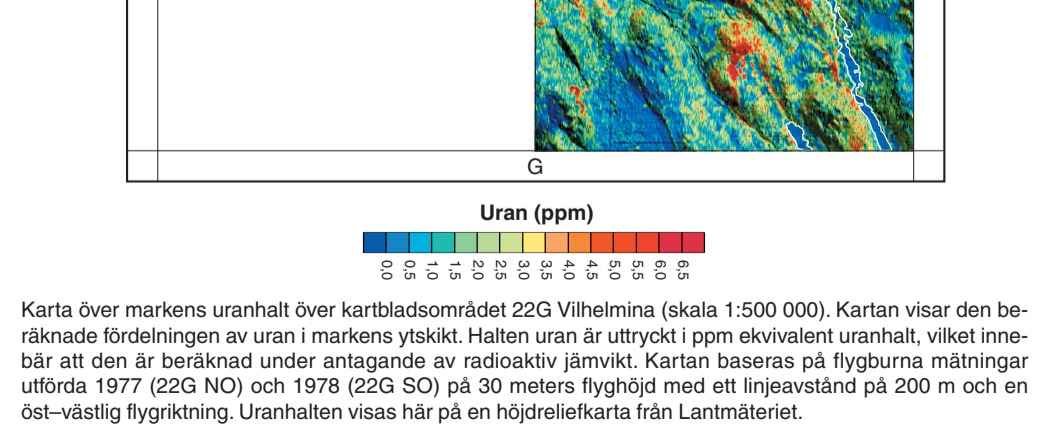 G
Uran (ppm)
0,0 0,5 1,0 1,5 2,0 2,5 3,0 3,5 4,0 4,5 5,0 5,5 6,0 6,5
Karta över markens uranhalt över kartbladsområdet 22G Vilhelmina (skala 1:500 000). Kartan visar den be-
räknade fördelningen av uran i markens ytskikt. Halten uran är uttryckt i ppm ekvivalent uranhalt, vilket inne-
bär att den är beräknad under antagande av radioaktiv jämvikt. Kartan baseras på flygburna mätningar
utförda 1977 (22G NO) och 1978 (22G SO) på 30 meters flyghöjd med ett linjeavstånd på 200 m och en
öst–västlig flygriktning. Uranhalten visas här på en höjdreliefkarta från Lantmäteriet.